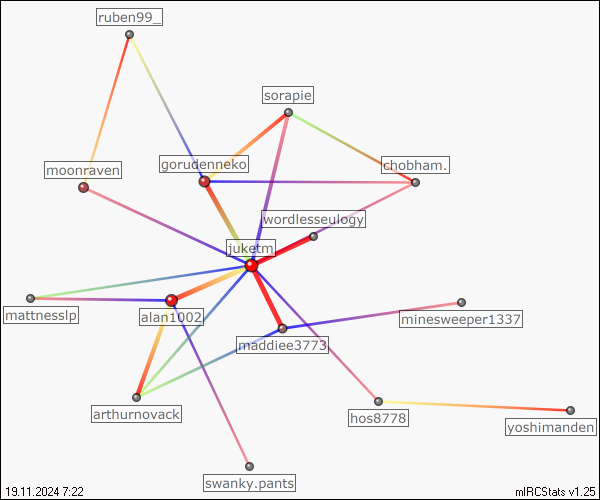 ruben99_
sorapie
moonraven
gorudenneko
chobham.
wordlesseulogy
juketm
mattnesslp
alan1002
minesweeper1337
maddiee3773
arthurnovack
hos8778
yoshimanden
swanky.pants
19.11.2024 7:22
mIRCStats v1.25